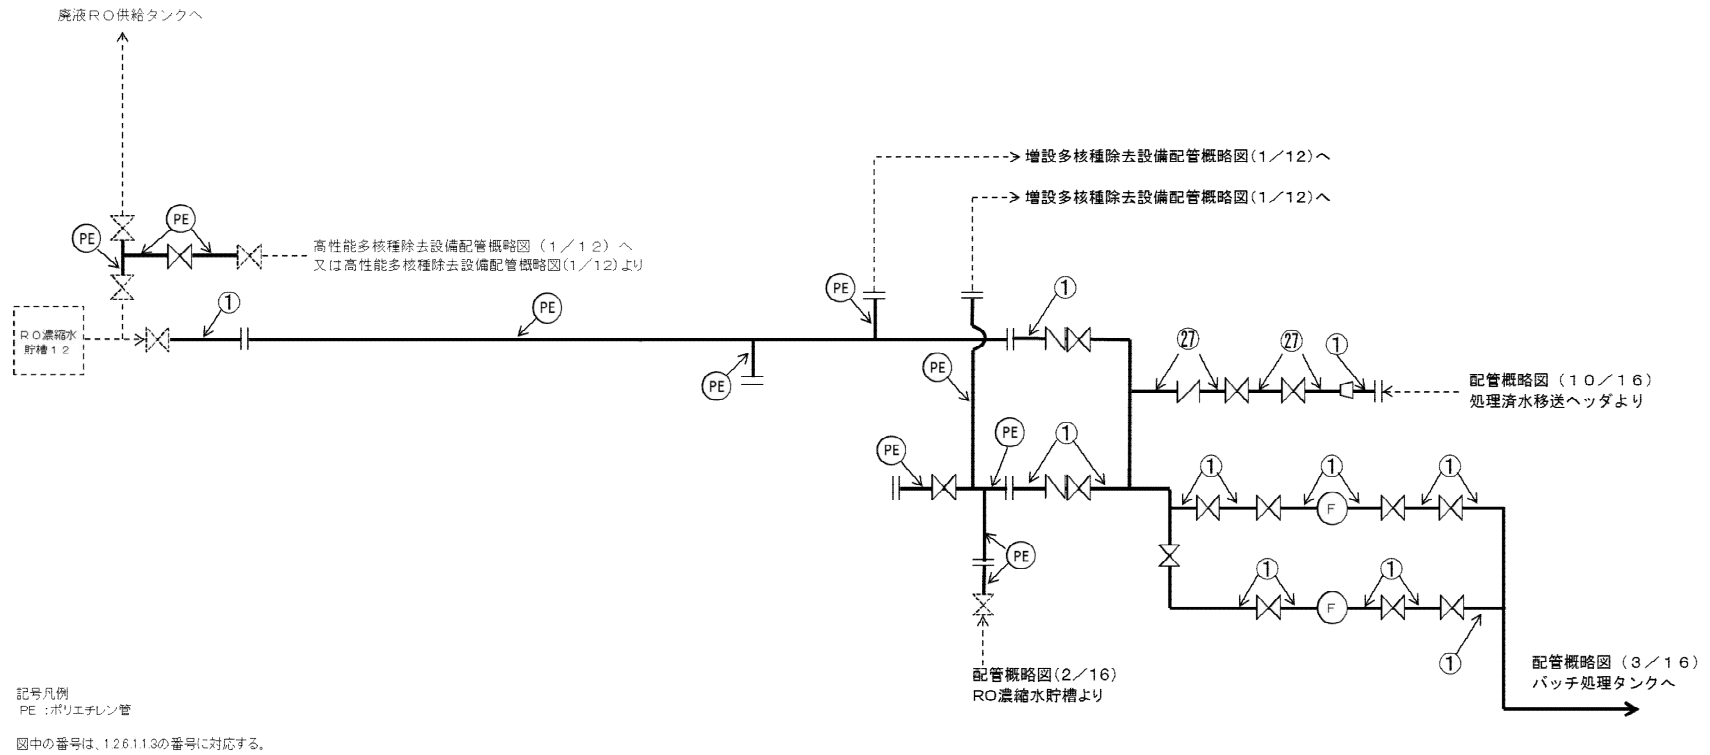 廃液RO供給タンクへ
増設多核種除去設備配管概略図(1/12)へ
増設多核種除去設備配管概略図(1/12)へ
PE
PE
高性能多核種除去設備配管概略図(1/12)へ
又は高性能多核種除去設備配管概略図(1/12)より
RO濃縮水
貯槽12
①
PE
PE
①
PE
PE
㉗
㉗
①
配管概略図(10/16)
処理済水移送ヘッダより
PE
PE
①
①
①
①
F
PE
①
①
F
①
配管概略図(2/16)
RO濃縮水貯槽より
配管概略図(3/16)
バッチ処理タンクへ
記号凡例
PE:ポリエチレン管
図中の番号は、1.2.6.1.1.3の番号に対応する。